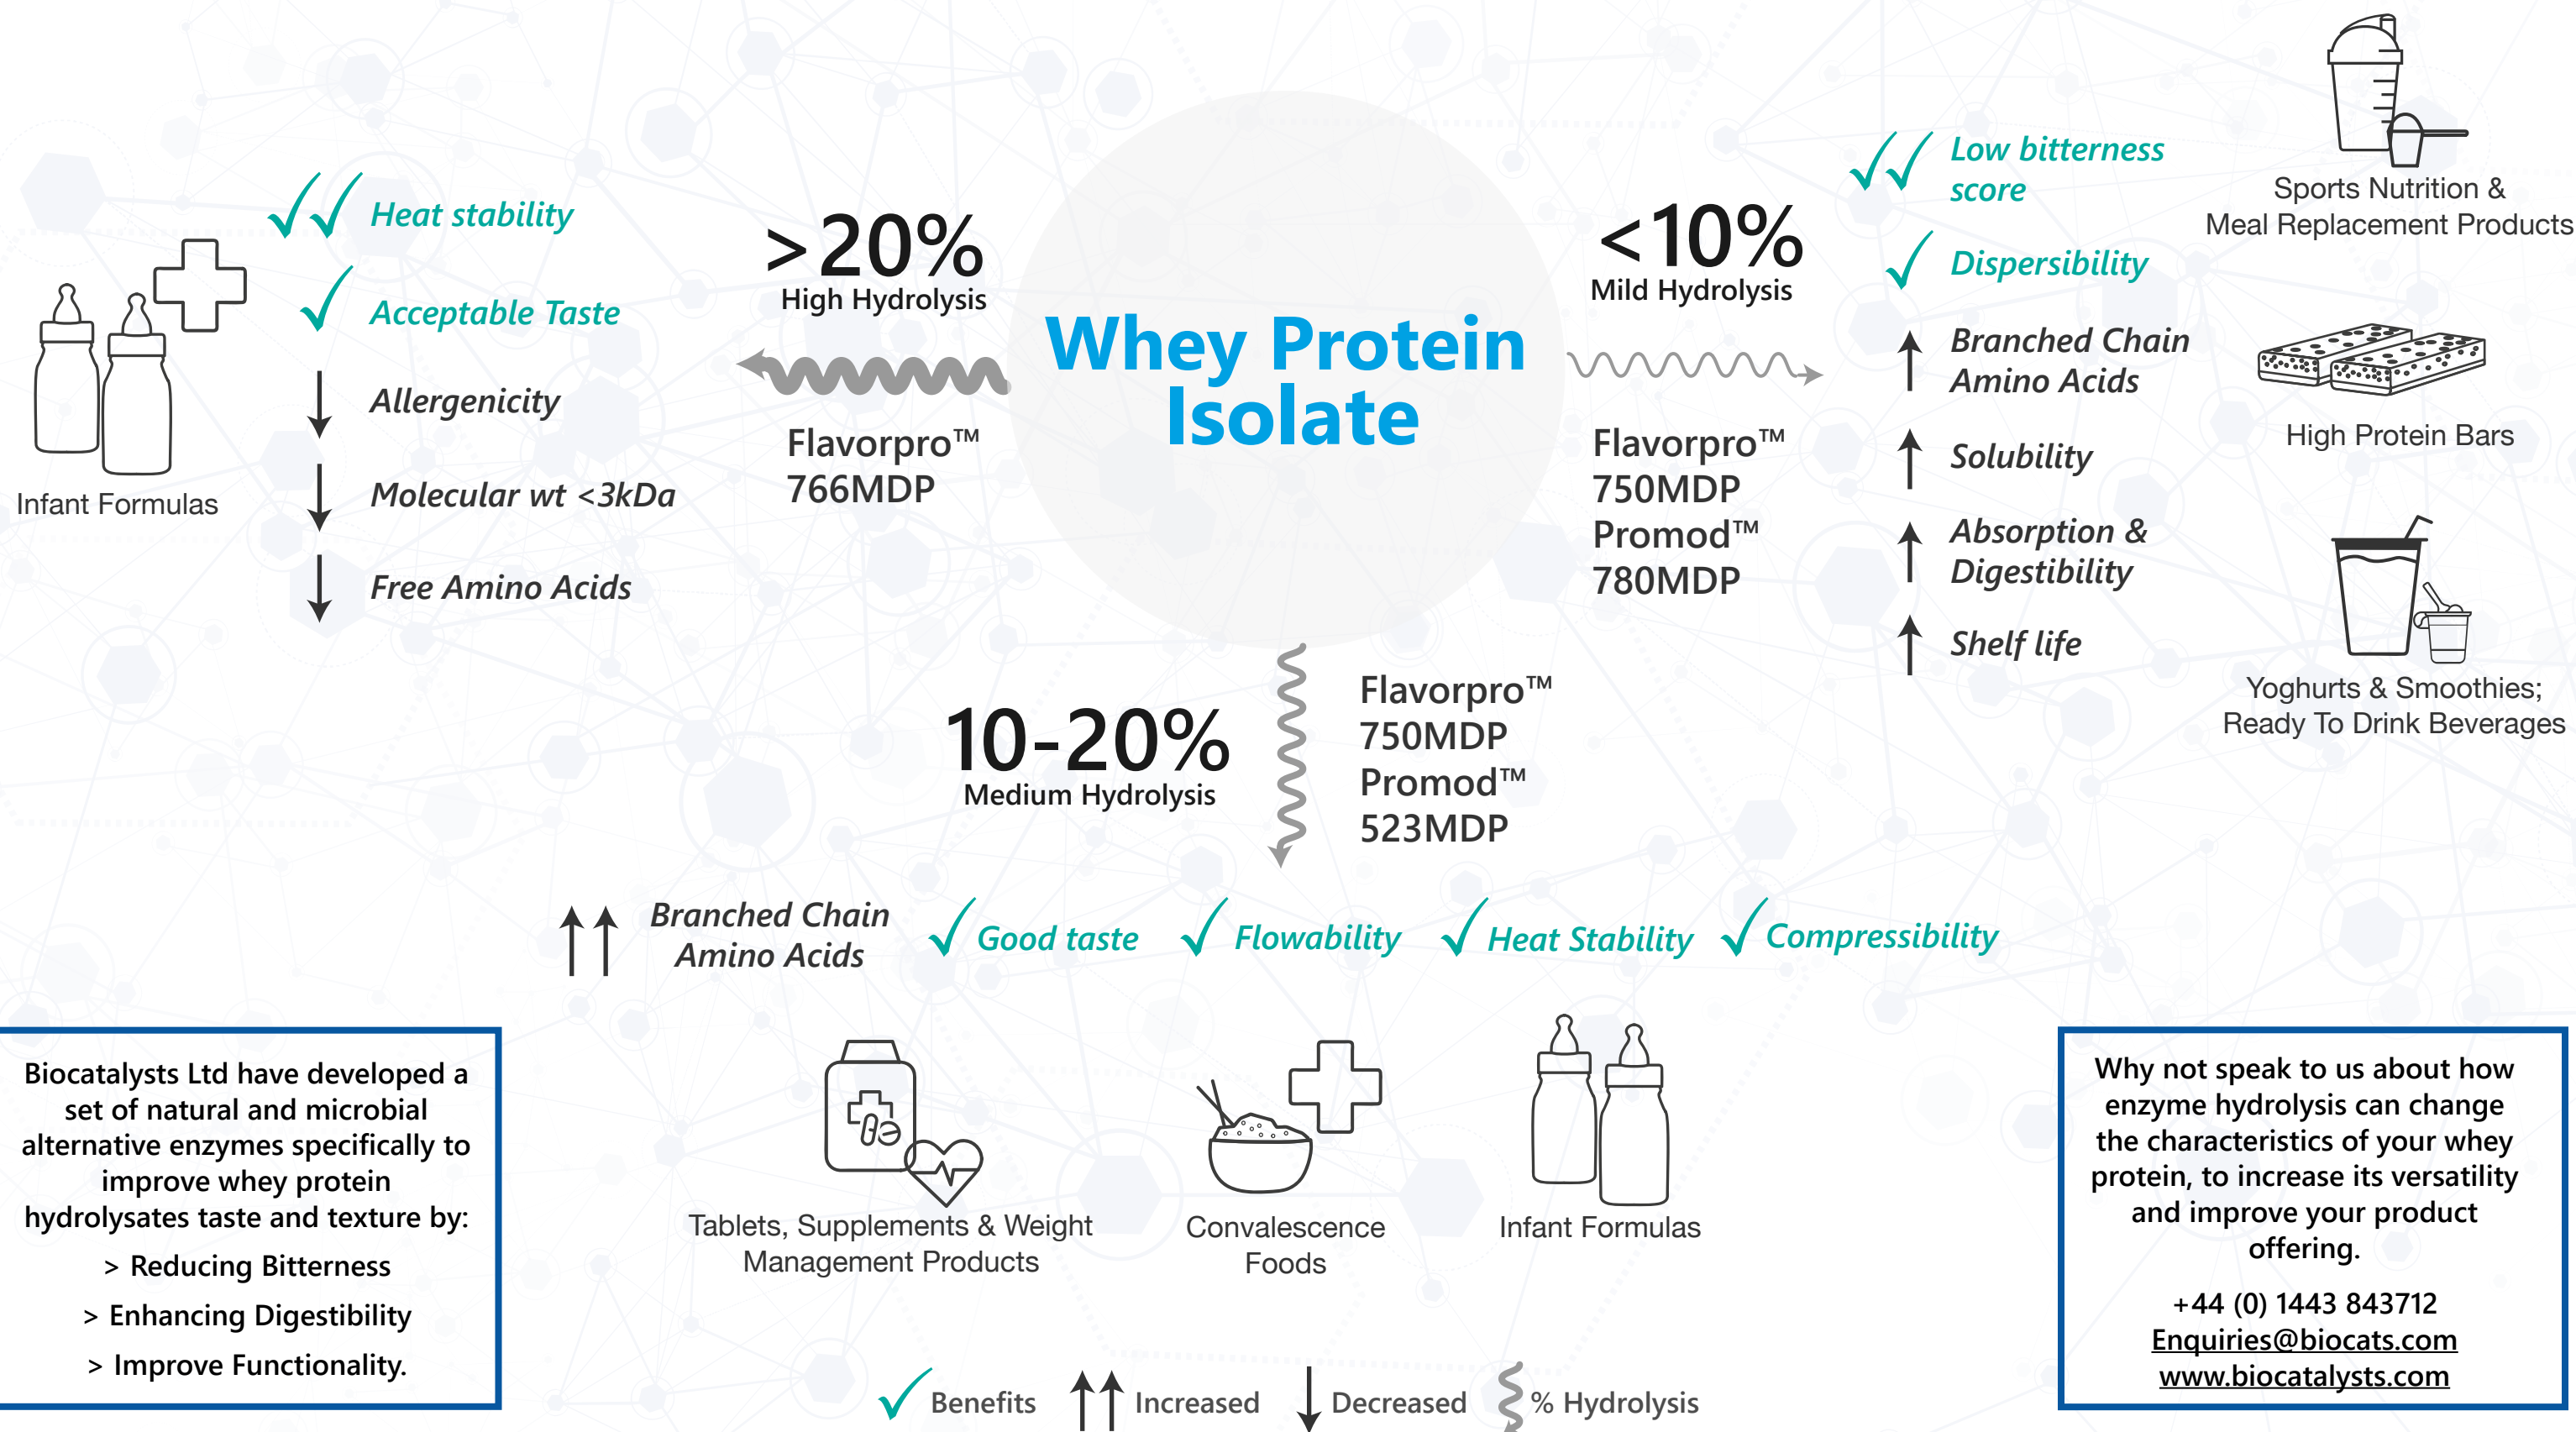 Heat stability
Acceptable Taste
Allergenicity
Molecular wt <3kDa
Free Amino Acids
Infant Formulas
>20%
High Hydrolysis
Flavorpro™
766MDP
Whey Protein
Isolate
<10%
Mild Hydrolysis
Flavorpro™
750MDP
Promod™
780MDP
Low bitterness
score
Dispersibility
Branched Chain
Amino Acids
Solubility
Absorption &
Digestibility
Shelf life
Sports Nutrition &
Meal Replacement Products
High Protein Bars
Yoghurts & Smoothies;
Ready To Drink Beverages
10-20%
Medium Hydrolysis
Flavorpro™
750MDP
Promod™
523MDP
Branched Chain
Amino Acids
Good taste
Flowability
Heat Stability
Compressibility
Tablets, Supplements & Weight
Management Products
Convalescence
Foods
Infant Formulas
Biocatalysts Ltd have developed a
set of natural and microbial
alternative enzymes specifically to
improve whey protein
hydrolysates taste and texture by:
> Reducing Bitterness
> Enhancing Digestibility
> Improve Functionality.
Why not speak to us about how
enzyme hydrolysis can change
the characteristics of your whey
protein, to increase its versatility
and improve your product
offering.
+44 (0) 1443 843712
Enquiries@biocats.com
www.biocatalysts.com
Benefits
Increased
Decreased
% Hydrolysis